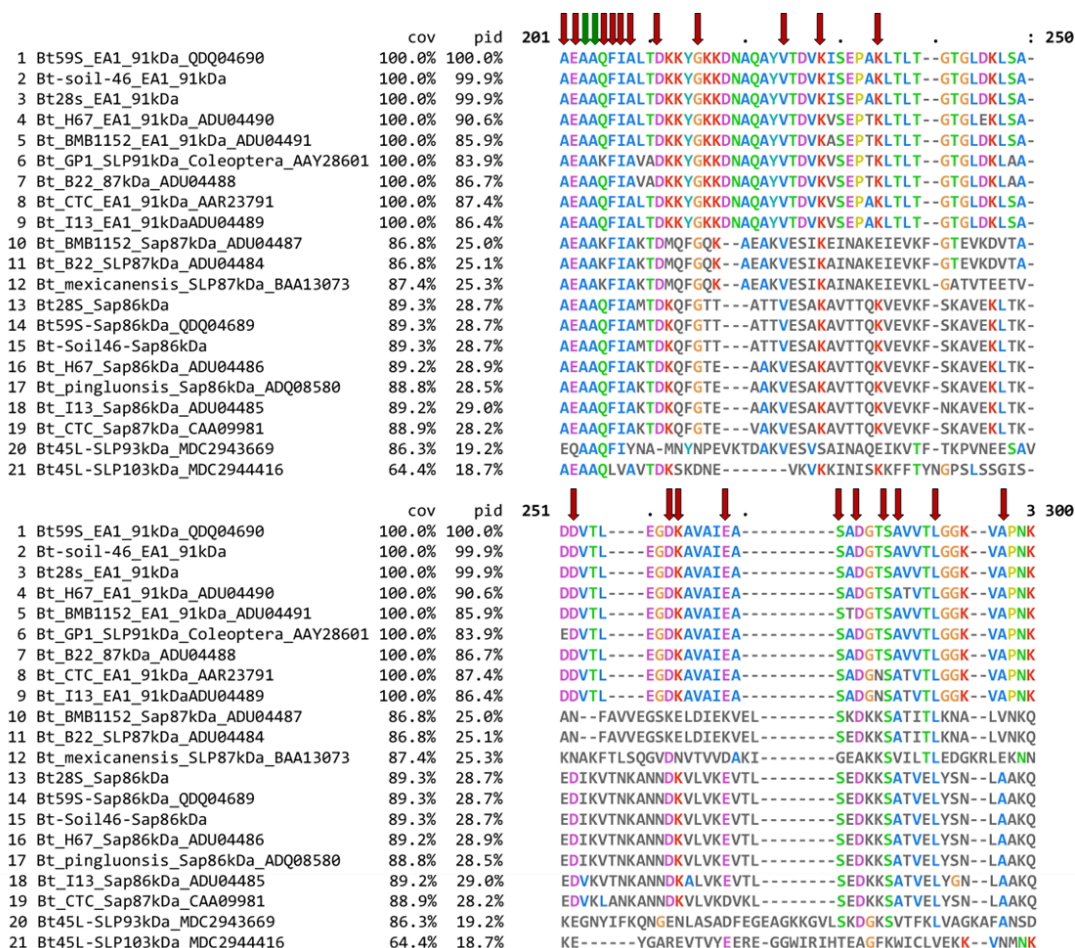 cov pid 201 . . . . : 250
1 Bt59S_EA1_91kDa_QDQ04690 100.0% 100.0% AEAAQFIALTDKKYGKKDNAQAYVTDVKISEPAKLTLT--GTGLDKLSA-
2 Bt-soil-46_EA1_91kDa 100.0% 99.9% AEAAQFIALTDKKYGKKDNAQAYVTDVKISEPAKLTLT--GTGLDKLSA-
3 Bt28s_EA1_91kDa 100.0% 99.9% AEAAQFIALTDKKYGKKDNAQAYVTDVKISEPAKLTLT--GTGLDKLSA-
4 Bt_H67_EA1_91kDa_ADU04490 100.0% 90.6% AEAAQFIALTDKKYGKKDNAQAYVTDVKVSEPTKLTLT--GTGLEKLSA-
5 Bt_BMB1152_EA1_91kDa_ADU04491 100.0% 85.9% AEAAQFIALTDKKYGKKDNAQAYVTDVKVSEPTKLTLT--GTGLDKLSA-
6 Bt_GP1_SLP91kDa_Coleoptera_AAY28601 100.0% 83.9% AEAAKFIAVADKKYGKKDNAQAYVTDVKVSEPTKLTLT--GTGLDKLAA-
7 Bt_B22_87kDa_ADU04488 100.0% 86.7% AEAAKFIAVADKKYGKKDNAQAYVTDVKVSEPTKLTLT--GTGLDKLAA-
8 Bt_CTC_EA1_91kDa_AAR23791 100.0% 87.4% AEAAQFIALTDKKYGKKDNAQAYVTDVKVSEPAKLTLT--GTGLDKLSA-
9 Bt_I13_EA1_91kDaADU04489 100.0% 86.4% AEAAQFIALTDKKYGKKDNAQAYVTDVKVSEPAKLTLT--GTGLDKLSA-
10 Bt_BMB1152_Sap87kDa_ADU04487 86.8% 25.0% AEAAKFIAKTDMQFGQK--AEAKVESIKEINAKEIEVKF-GTEVKDVTA-
11 Bt_B22_SLP87kDa_ADU04484 86.8% 25.1% AEAAKFIAKTDMQFGQK--AEAKVESIKAINAKEIEVKF-GTEVKDVTA-
12 Bt_mexicanensis_SLP87kDa_BAA13073 87.4% 25.3% AEAAKFIAKTDMQFGQK--AEAKVESIKAINAKEIEVKL-GATVTEETV-
13 Bt28S_Sap86kDa 89.3% 28.7% AEAAQFIAMTDKQFGTT---ATTVESAKAVTTQKVEVKF-SKAVEKLTK-
14 Bt59S-Sap86kDa_QDQ04689 89.3% 28.7% AEAAQFIAMTDKQFGTT---ATTVESAKAVTTQKVEVKF-SKAVEKLTK-
15 Bt-Soil46-Sap86kDa 89.3% 28.7% AEAAQFIAMTDKQFGTT---ATTVESAKAVTTQKVEVKF-SKAVEKLTK-
16 Bt_H67_Sap86kDa_ADU04486 89.2% 28.9% AEAAQFIAKTDKQFGTE---AAKVESAKAVTTQKVEVKF-SKAVEKLTK-
17 Bt_pingluonsis_Sap86kDa_ADQ08580 88.8% 28.5% AEAAQFIAKTDKQFGTE---AAKVESAKAVTTQKVEVKF-SKAVEKLTK-
18 Bt_I13_Sap86kDa_ADU04485 89.2% 29.0% AEAAQFIAKTDKQFGTE---AAKVESAKAVTTQKVEVKF-NKAVEKLTK-
19 Bt_CTC_Sap87kDa_CAA09981 88.9% 28.2% AEAAQFIAKTDKQFGTE---AAKVESAKAVTTQKVEVKF-SKAVEKLTK-
20 Bt45L-SLP93kDa_MDC2943669 86.3% 19.2% EQAAQFIYNA-MNYNPEVKTDAKVESVSAINAQEIKVTF-TKPVNEESAV
21 Bt45L-SLP103kDa_MDC2944416 64.4% 18.7% AEAAQLVAVTDKSKDNE-------VKVKKINISKKFFTYNGPSLSSGIS-
cov pid 251 . . . . 3 300
1 Bt59S_EA1_91kDa_QDQ04690 100.0% 100.0% DDVTL----EGDKAVAIEA----------SADGTSAVVTLGGK--VAPNK
2 Bt-soil-46_EA1_91kDa 100.0% 99.9% DDVTL----EGDKAVAIEA----------SADGTSAVVTLGGK--VAPNK
3 Bt28s_EA1_91kDa 100.0% 99.9% DDVTL----EGDKAVAIEA----------SADGTSAVVTLGGK--VAPNK
4 Bt_H67_EA1_91kDa_ADU04490 100.0% 90.6% DDVTL----EGDKAVAIEA----------SADGTSATVTLGGK--VAPNK
5 Bt_BMB1152_EA1_91kDa_ADU04491 100.0% 85.9% DDVTL----EGDKAVAIEA----------STDGTSAVVTLGGK--VAPNK
6 Bt_GP1_SLP91kDa_Coleoptera_AAY28601 100.0% 83.9% EDVTL----EGDKAVAIEA----------SADGTSAVVTLGGK--VAPNK
7 Bt_B22_87kDa_ADU04488 100.0% 86.7% DDVTL----EGDKAVAIEA----------SADGTSAVVTLGGK--VAPNK
8 Bt_CTC_EA1_91kDa_AAR23791 100.0% 87.4% DDVTL----EGDKAVAIEA----------SADGNSAVVTLGGK--VAPNK
9 Bt_I13_EA1_91kDaADU04489 100.0% 86.4% DDVTL----EGDKAVAIEA----------SADGNSAVVTLGGK--VAPNK
10 Bt_BMB1152_Sap87kDa_ADU04487 86.8% 25.0% AN--FAVVEGSKELDIEKVEL--------SKDKKSATITLKNA--LVNKQ
11 Bt_B22_SLP87kDa_ADU04484 86.8% 25.1% AN--FAVVEGSKELDIEKVEL--------SKDKKSATITLKNA--LVNKQ
12 Bt_mexicanensis_SLP87kDa_BAA13073 87.4% 25.3% KNAKFTLSQGVDNVTVVDAKI--------GEAKKSVILTLEDGKRLEKNN
13 Bt28S_Sap86kDa 89.3% 28.7% EDIKVTNKANNDKVLVKEVTL--------SEDKKSATVELYSN--LAAKQ
14 Bt59S-Sap86kDa_QDQ04689 89.3% 28.7% EDIKVTNKANNDKVLVKEVTL--------SEDKKSATVELYSN--LAAKQ
15 Bt-Soil46-Sap86kDa 89.3% 28.7% EDIKVTNKANNDKVLVKEVTL--------SEDKKSATVELYSN--LAAKQ
16 Bt_H67_Sap86kDa_ADU04486 89.2% 28.9% EDIKVTNKANNDKVLVKEVTL--------SEDKKSATVELYSN--LAAKQ
17 Bt_pingluonsis_Sap86kDa_ADQ08580 88.8% 28.5% EDIKVTNKANNDKVLVKEVTL--------SEDKKSATVELYSN--LAAKQ
18 Bt_I13_Sap86kDa_ADU04485 89.2% 29.0% EDVKVTNKANNDKALVKEVTL--------SEDKKSATVELYGN--LAAKQ
19 Bt_CTC_Sap87kDa_CAA09981 88.9% 28.2% EDVKLANKANNDKVLVKDVKL--------SEDKKSATVELYSN--LAAKQ
20 Bt45L-SLP93kDa_MDC2943669 86.3% 19.2% KEGNYIFKQNGENLASADFEGEAGKKGVLSKDGKSVTFKLVAGKAFANSD
21 Bt45L-SLP103kDa MDC2944416 64.4% 18.7% KE------YGAREVTVYEERE-GGWIRIHTEAGFKWICLVEKK--VNMNK